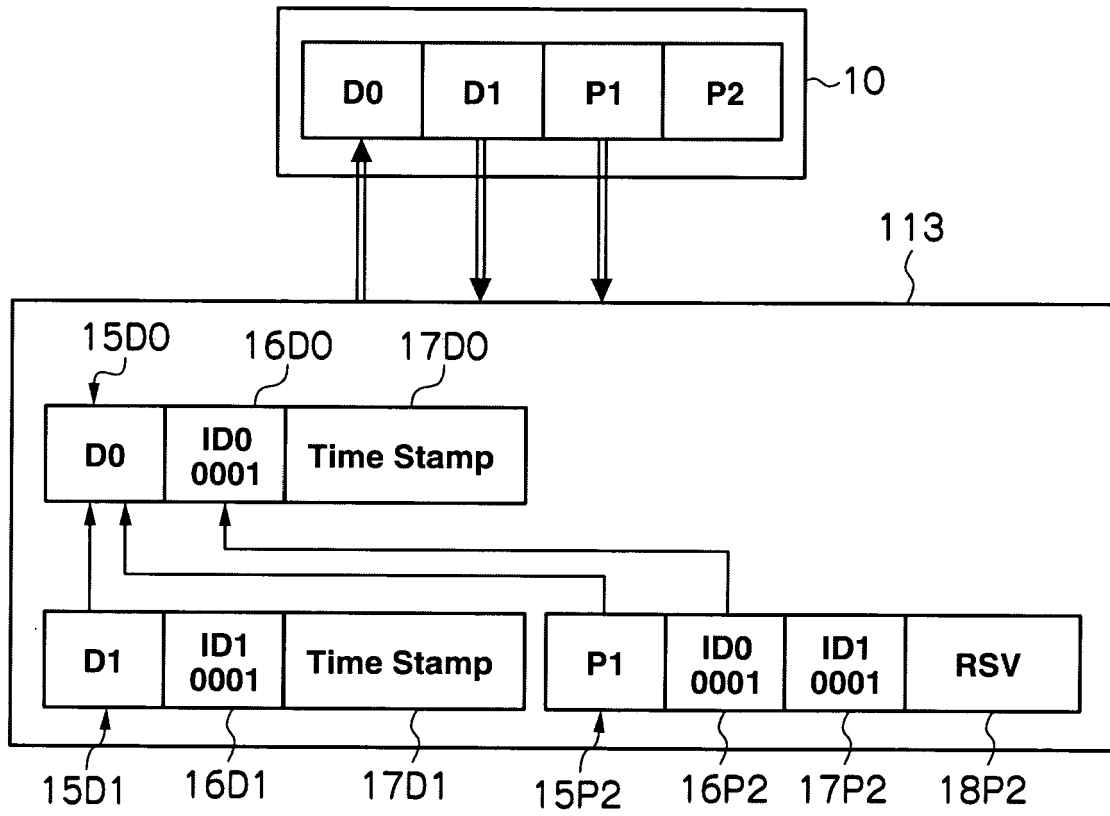 D0 D1 P1 P2
10
113
15D0 16D0 17D0
D0 ID0 0001 Time Stamp
D1 ID1 0001 Time Stamp
P1 ID0 0001 ID1 0001 RSV
15D1 16D1 17D1 15P2 16P2 17P2 18P2